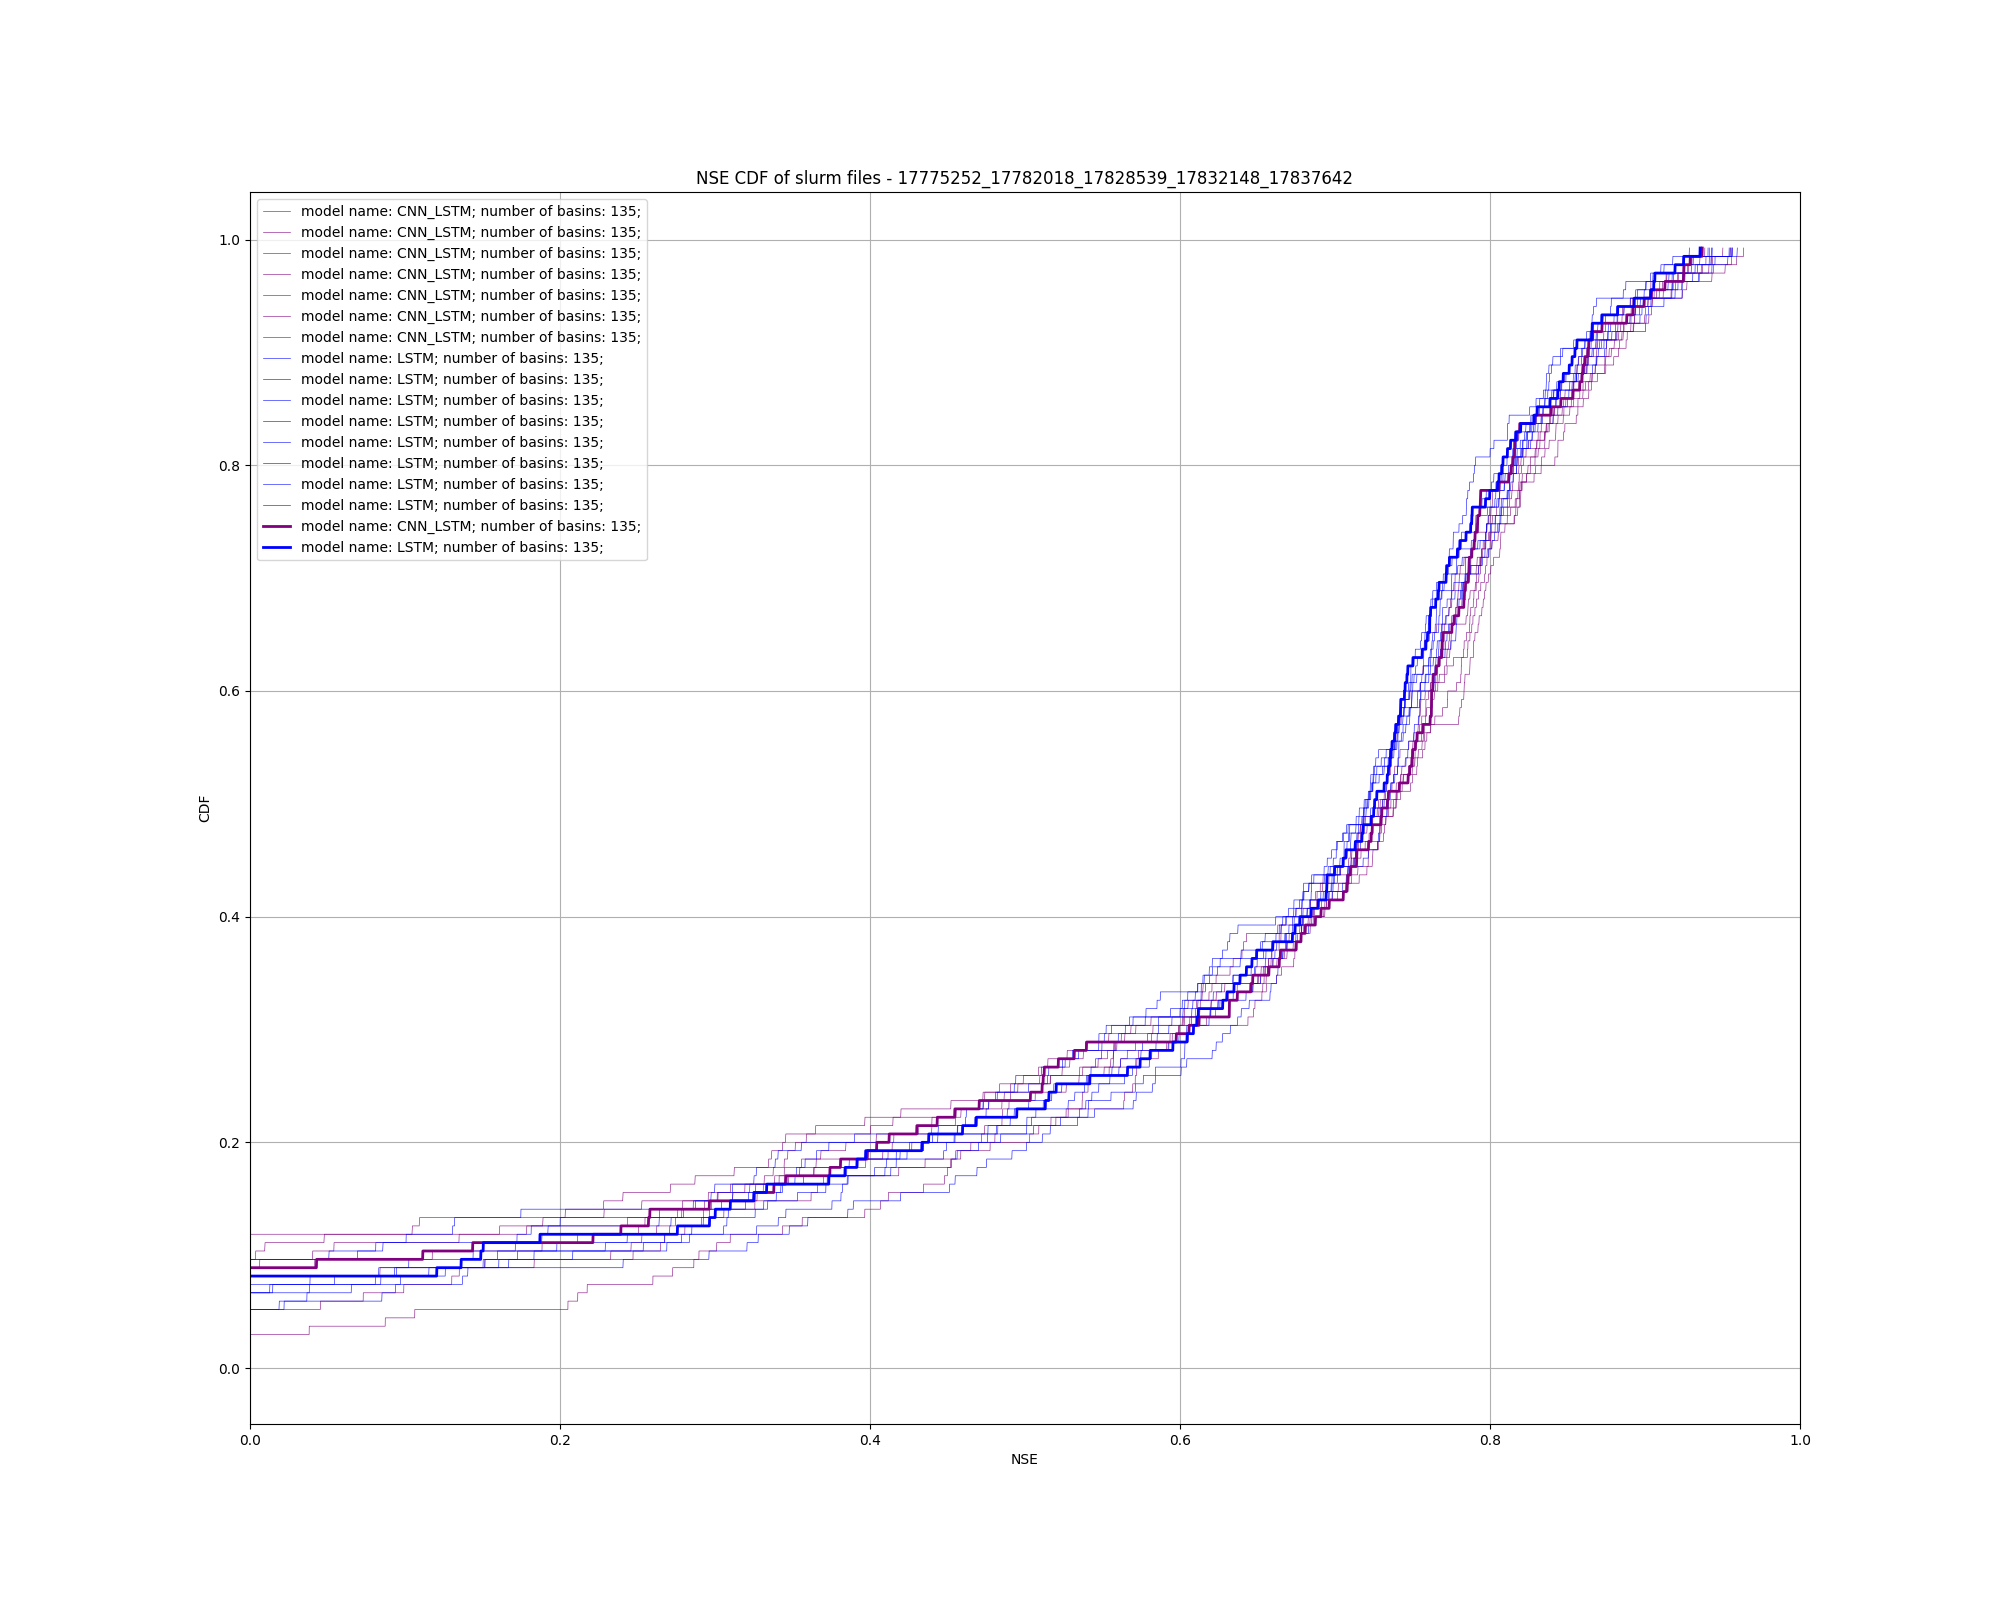 NSE CDF of slurm files - 17775252_17782018_17828539_17832148_17837642
model name: CNN_LSTM; number of basins: 135;
model name: CNN_LSTM; number of basins: 135;
model name: CNN_LSTM; number of basins: 135;
model name: CNN_LSTM; number of basins: 135;
model name: CNN_LSTM; number of basins: 135;
model name: CNN_LSTM; number of basins: 135;
model name: CNN_LSTM; number of basins: 135;
model name: LSTM; number of basins: 135;
model name: LSTM; number of basins: 135;
model name: LSTM; number of basins: 135;
model name: LSTM; number of basins: 135;
model name: LSTM; number of basins: 135;
model name: LSTM; number of basins: 135;
model name: LSTM; number of basins: 135;
model name: LSTM; number of basins: 135;
model name: CNN_LSTM; number of basins: 135;
model name: LSTM; number of basins: 135;
1.0
0.8
0.6
0.4
0.2
0.0
CDF
0.0 0.2 0.4 0.6 0.8 1.0
NSE